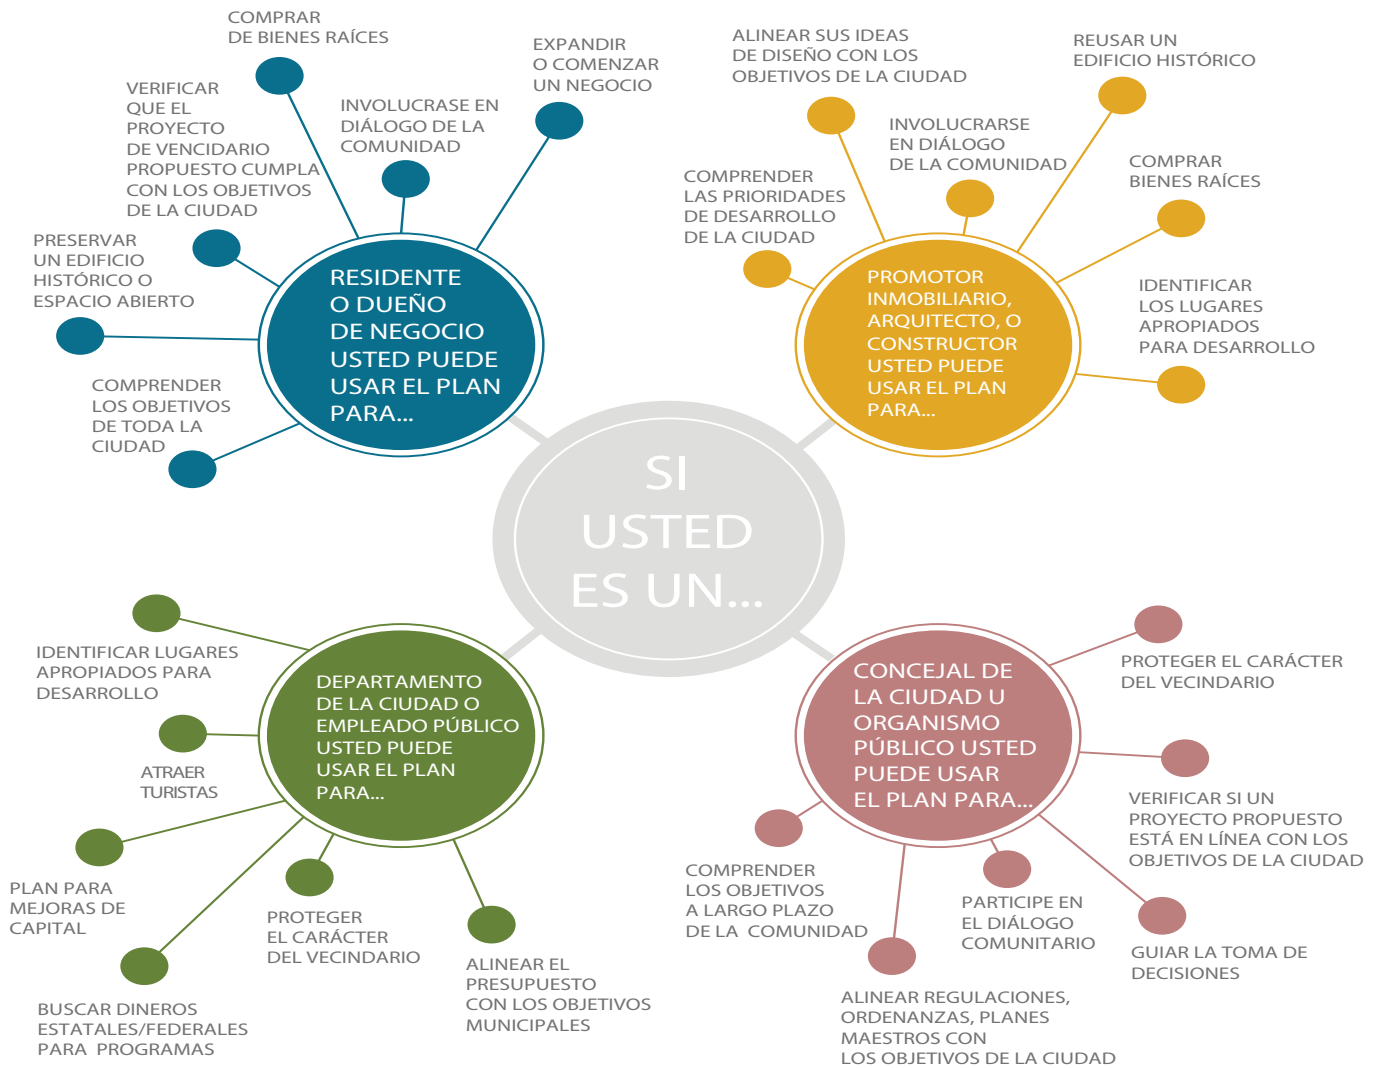 COMPRAR
DE BIENES RAÍCES
EXPANDIR
O COMENZAR
UN NEGOCIO
VERIFICAR
QUE EL
PROYECTO
DE VENCIDARIO
PROPUESTO CUMPLA
CON LOS OBJETIVOS
DE LA CIUDAD
INVOLUCRASE EN
DIÁLOGO DE LA
COMUNIDAD
PRESERVAR
UN EDIFICIO
HISTÓRICO O
ESPACIO ABIERTO
COMPRENDER
LOS OBJETIVOS
DE TODA LA
CIUDAD
RESIDENTE
O DUEÑO
DE NEGOCIO
USTED PUEDE
USAR EL PLAN
PARA...
ALINEAR SUS IDEAS
DE DISEÑO CON LOS
OBJETIVOS DE LA CIUDAD
REUSAR UN
EDIFICIO HISTÓRICO
INVOLUCRARSE
EN DIÁLOGO
DE LA COMUNIDAD
COMPRENDER
LAS PRIORIDADES
DE DESARROLLO
DE LA CIUDAD
COMPRAR
BIENES RAÍCES
IDENTIFICAR
LOS LUGARES
APROPIADOS
PARA DESARROLLO
PROMOTOR
INMOBILIARIO,
ARQUITECTO, O
CONSTRUCTOR
USTED PUEDE
USAR EL PLAN
PARA...
SI
USTED
ES UN...
IDENTIFICAR LUGARES
APROPIADOS PARA
DESARROLLO
ATRAER
TURISTAS
PLAN PARA
MEJORAS DE
CAPITAL
BUSCAR DINEROS
ESTATALES/FEDERALES
PARA PROGRAMAS
PROTEGER
EL CARÁCTER
DEL VECINDARIO
ALINEAR EL
PRESUPUESTO
CON LOS OBJETIVOS
MUNICIPALES
DEPARTAMENTO
DE LA CIUDAD O
EMPLEADO PÚBLICO
USTED PUEDE
USAR EL PLAN
PARA...
CONCEJAL DE
LA CIUDAD U
ORGANISMO
PÚBLICO USTED
PUEDE USAR
EL PLAN PARA...
PROTEGER EL CARÁCTER
DEL VECINDARIO
VERIFICAR SI UN
PROYECTO PROPUESTO
ESTÁ EN LÍNEA CON LOS
OBJETIVOS DE LA CIUDAD
GUIAR LA TOMA DE
DECISIONES
PARTICIPE EN
EL DIÁLOGO
COMUNITARIO
COMPRENDER
LOS OBJETIVOS
A LARGO PLAZO
DE LA COMUNIDAD
ALINEAR REGULACIONES,
ORDENANZAS, PLANES
MAESTROS CON
LOS OBJETIVOS DE LA CIUDAD